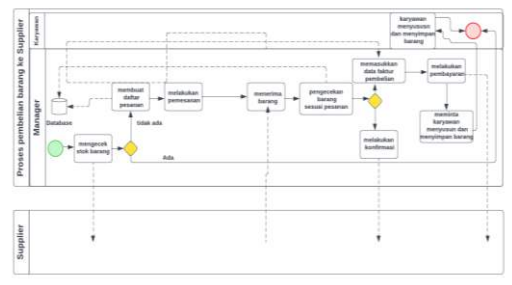 Proses pembelian barang ke Supplier
Karyawan
karyawan
menyusun
dan menyimpan
barang
Manager
Database
membuat
daftar
pesanan
melakukan
pemesanan
menerima
barang
pengecekan
barang
sesuai pesanan
memasukkan
data faktur
pembelian
melakukan
pembayaran
mengecek
stok barang
tidak ada
Ada
melakukan
konfirmasi
meminta
karyawan
menyusun dan
menyimpan barang
Supplier